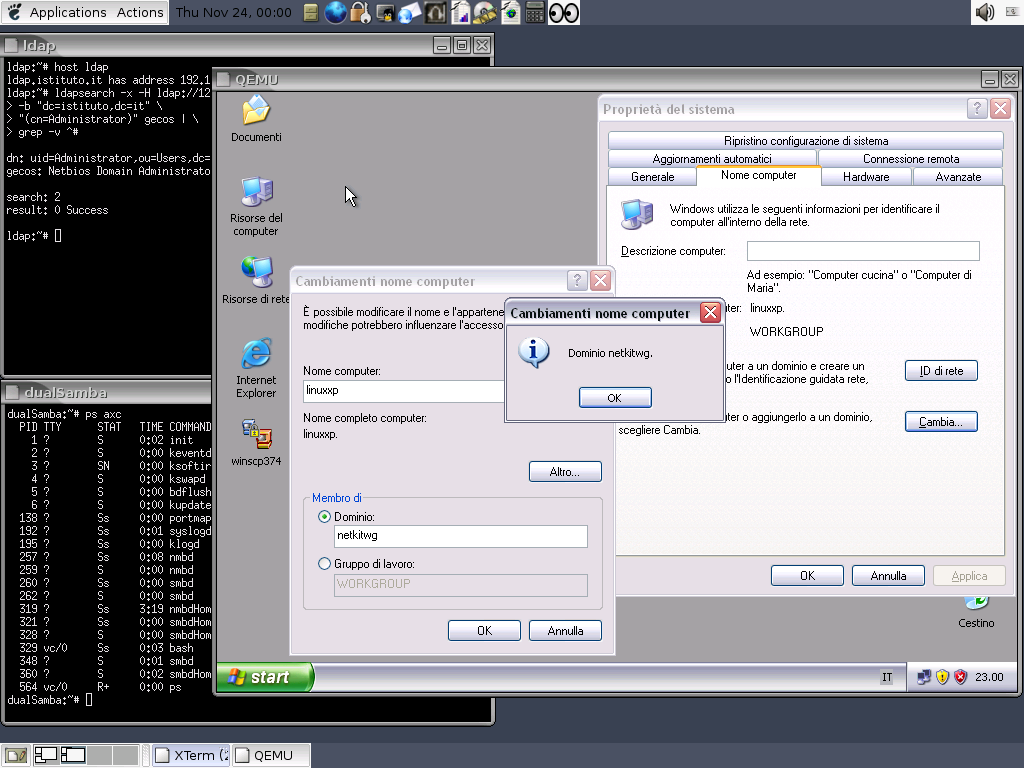 Applications Actions Thu Nov 24, 00:00
ldap
ldap:~# host ldap
ldap.istituto.it has address 192.1
ldap:~# ldapsearch -x -H ldap://12
> -b "dc=istituto,dc=it" \
> "(cn=Administrator)" gecos | \
> grep -v ^#
dn: uid=Administrator,ou=Users,dc=
gecos: Netbios Domain Administrato
search: 2
result: 0 Success
ldap:~#
dualSamba
dualSamba:~# ps axc
PID TTY STAT TIME COMMAND
1 ? S 0:02 init
2 ? S 0:00 keventd
3 ? SN 0:00 ksoftir
4 ? S 0:00 kswapd
5 ? S 0:00 bdflush
6 ? S 0:00 kupdate
138 ? Ss 0:00 portmap
192 ? Ss 0:01 syslogd
195 ? Ss 0:00 klogd
257 ? Ss 0:08 nmbd
259 ? S 0:00 nmbd
260 ? Ss 0:00 smbd
262 ? S 0:00 smbd
319 ? Ss 3:19 nmbdHom
321 ? Ss 0:00 smbdHom
328 ? S 0:00 smbdHom
329 vc/0 Ss 0:03 bash
348 ? S 0:01 smbd
360 ? S 0:02 smbdHom
564 vc/0 R+ 0:00 ps
dualSamba:~#
QEMU
Documenti
Risorse del
computer
Risorse di rete
Internet
Explorer
winscp374
Cestino
Proprietà del sistema
Ripristino configurazione di sistema
Aggiornamenti automatici Connessione remota
Generale Nome computer Hardware Avanzate
Windows utilizza le seguenti informazioni per identificare il
computer all'interno della rete.
Descrizione computer:
Ad esempio: "Computer cucina" o "Computer di
Maria".
uter: linuxxp.
WORKGROUP
uter a un dominio e creare un
o l'Identificazione guidata rete,
ID di rete
er o aggiungerlo a un dominio,
scegliere Cambia.
Cambia...
OK Annulla Applica
Cambiamenti nome computer
È possibile modificare il nome e l'appartene
modifiche potrebbero influenzare l'accesso
Nome computer:
linuxxp
Nome completo computer:
linuxxp.
Altro...
Membro di
Dominio:
netkitwg
Gruppo di lavoro:
WORKGROUP
OK Annulla
Cambiamenti nome computer
Dominio netkitwg.
OK
start IT 23.00
XTerm (2 QEMU